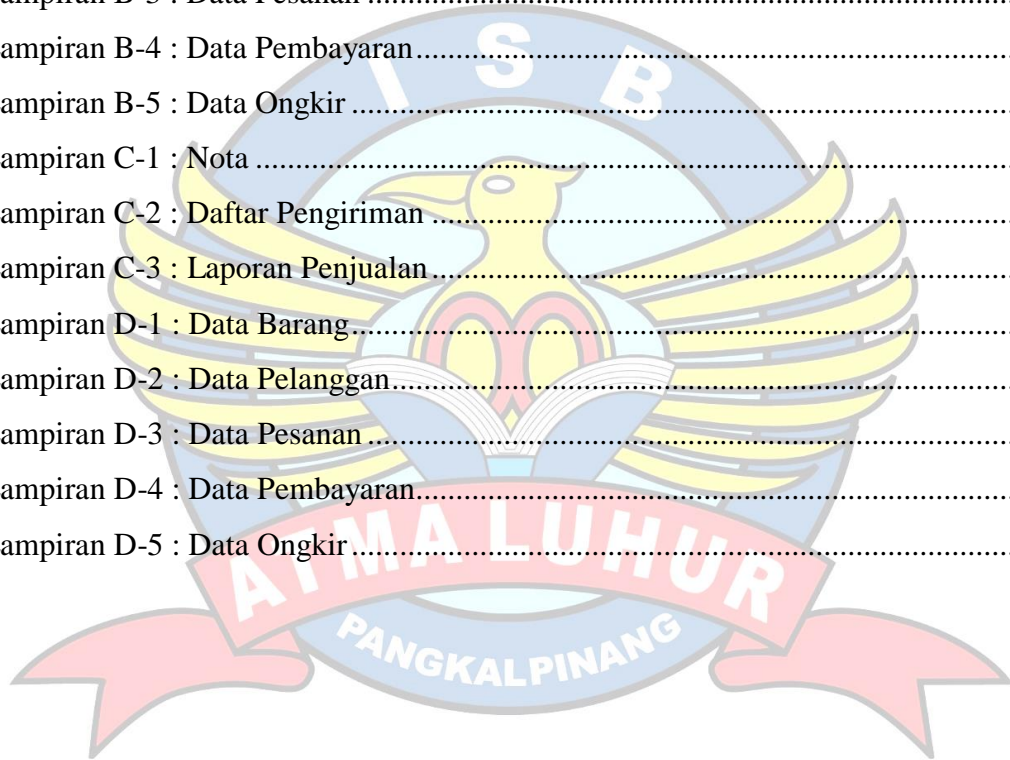 ampiran B-3 : Data Pesanan ........................................................................
ampiran B-4 : Data Pembayaran ........................................................................
ampiran B-5 : Data Ongkir ........................................................................
ampiran C-1 : Nota ........................................................................
ampiran C-2 : Daftar Pengiriman ........................................................................
ampiran C-3 : Laporan Penjualan ........................................................................
ampiran D-1 : Data Barang ........................................................................
ampiran D-2 : Data Pelanggan ........................................................................
ampiran D-3 : Data Pesanan ........................................................................
ampiran D-4 : Data Pembayaran ........................................................................
ampiran D-5 : Data Ongkir ........................................................................
I S B
ATMA LUHUR
PANGKALPINANG